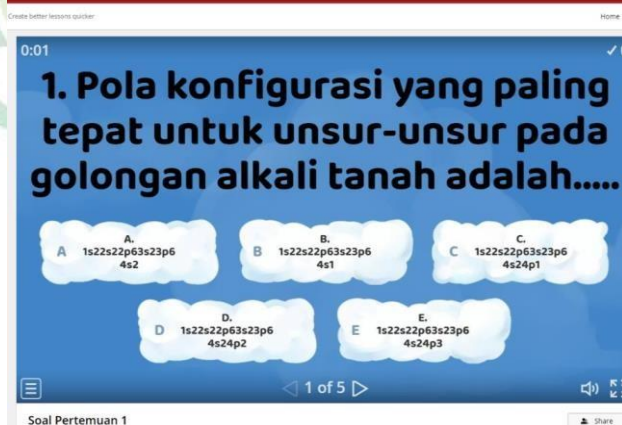 Create better lessons quicker
Home
0:01
1. Pola konfigurasi yang paling
tepat untuk unsur-unsur pada
golongan alkali tanah adalah.....
A
A.
1s22s22p63s23p6
4s2
B
B.
1s22s22p63s23p6
4s1
C
C.
1s22s22p63s23p6
4s24p1
D
D.
1s22s22p63s23p6
4s24p2
E
E.
1s22s22p63s23p6
4s24p3
1 of 5
Soal Pertemuan 1
Share